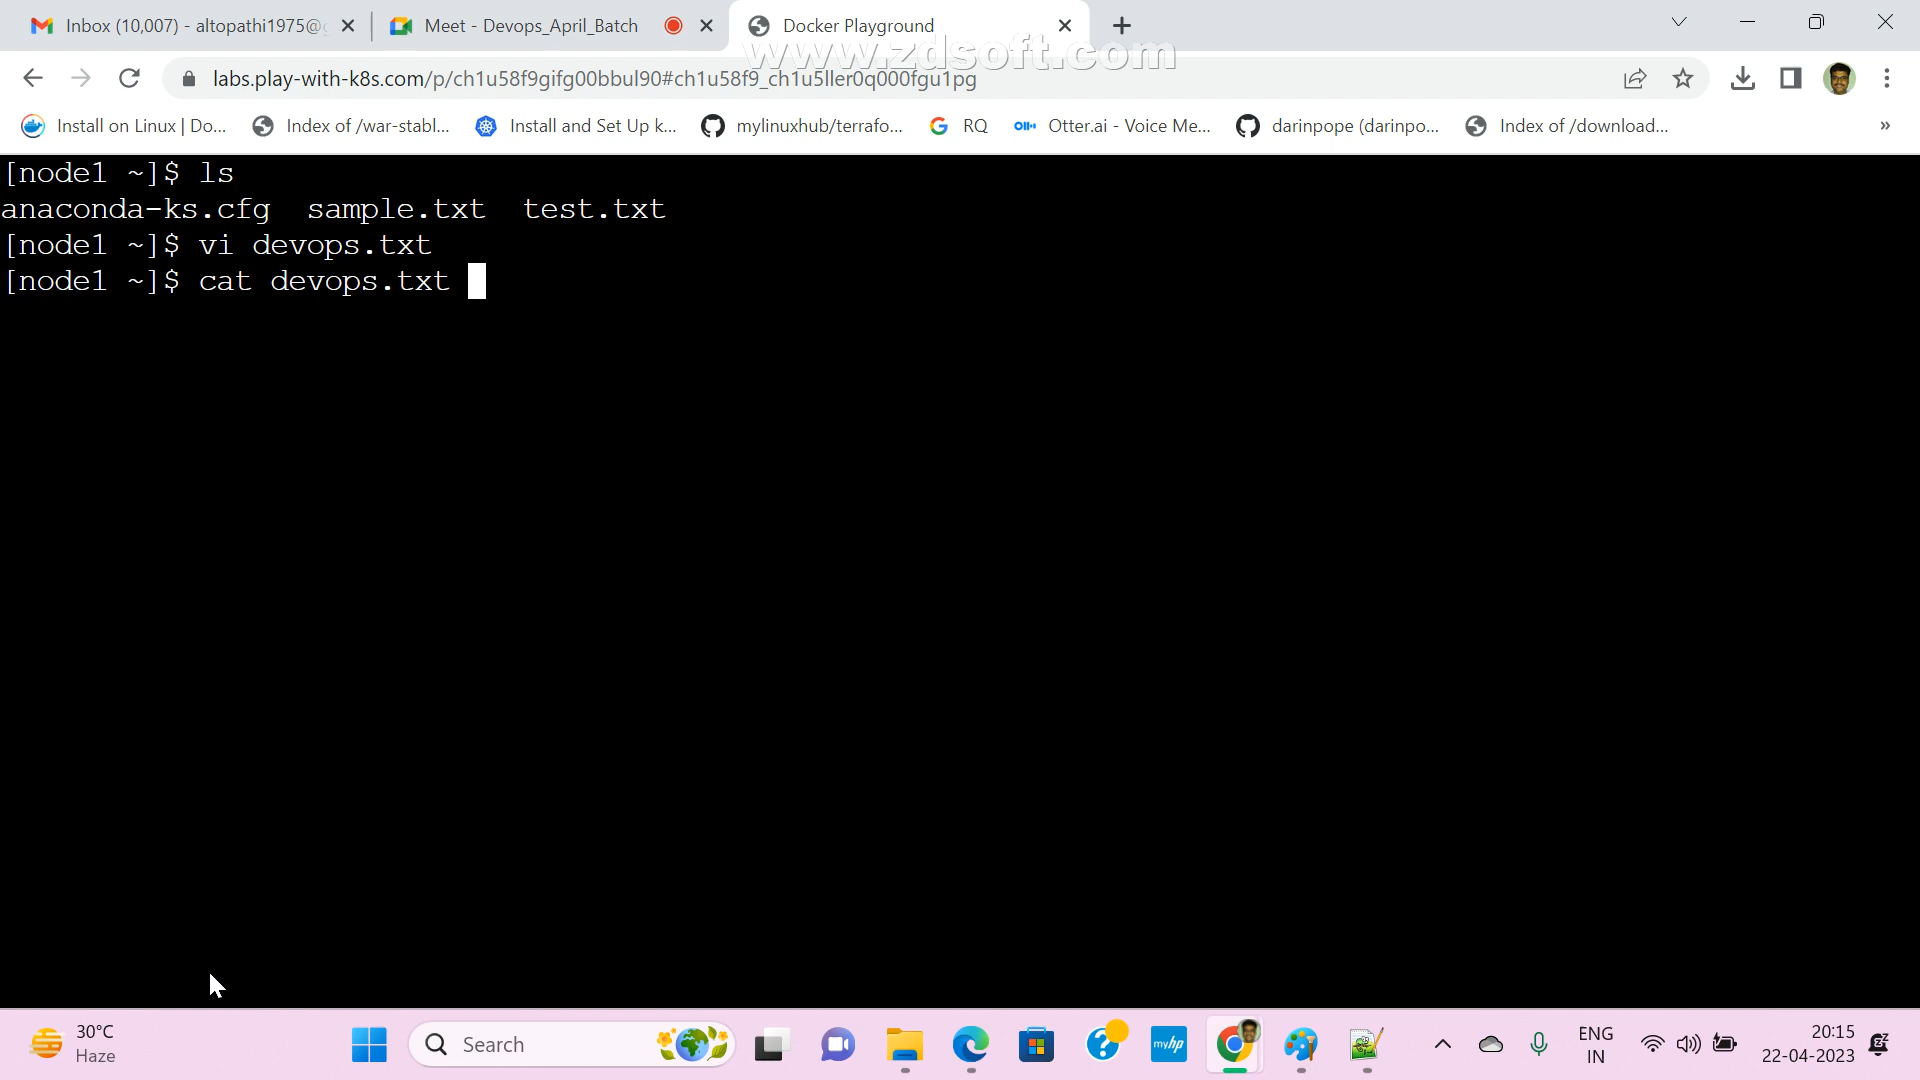 Inbox (10,007) - altopathi1975@g
Meet - Devops_April_Batch
Docker Playground
www.zdsoft.com
labs.play-with-k8s.com/p/ch1u58f9gifg00bbul90#ch1u58f9_ch1u5ller0q000fgu1pg
Install on Linux | Do...
Index of /war-stabl...
Install and Set Up k...
mylinuxhub/terrafo...
RQ
Otter.ai - Voice Me...
darinpope (darinpo...
Index of /download...
[node1 ~]$ ls
anaconda-ks.cfg  sample.txt  test.txt
[node1 ~]$ vi devops.txt
[node1 ~]$ cat devops.txt
30°C
Haze
Search
myhp
ENG
IN
20:15
22-04-2023